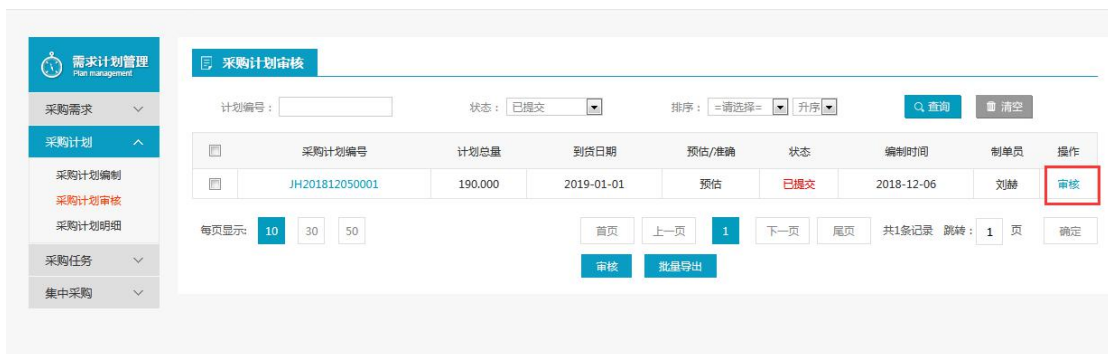 需求计划管理
Plan management
采购需求
采购计划
采购计划编制
采购计划审核
采购计划明细
采购任务
集中采购
采购计划审核
计划编号： 状态： 已提交 排序： =请选择= 升序 查询 清空
采购计划编号 计划总量 到货日期 预估/准确 状态 编制时间 制单员 操作
JH201812050001 190.000 2019-01-01 预估 已提交 2018-12-06 刘赫 审核
每页显示: 10 30 50 首页 上一页 1 下一页 尾页 共1条记录 跳转： 1 页 确定
审核 批量导出